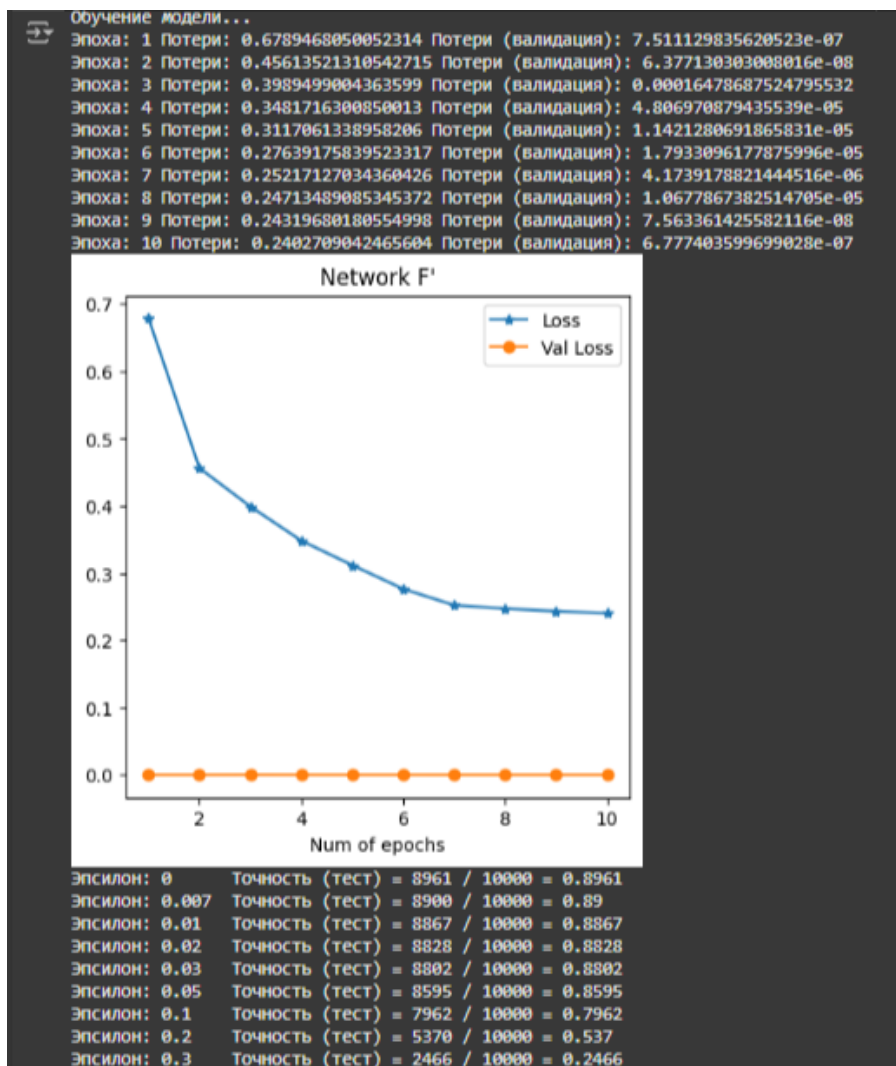 Обучение модели...
Эпоха: 1 Потери: 0.6789468050052314 Потери (валидация): 7.511129835620523e-07
Эпоха: 2 Потери: 0.45613521310542715 Потери (валидация): 6.377130303008016e-08
Эпоха: 3 Потери: 0.3989499004363599 Потери (валидация): 0.00016478687524795532
Эпоха: 4 Потери: 0.3481716300850013 Потери (валидация): 4.806970879435539e-05
Эпоха: 5 Потери: 0.3117061338958206 Потери (валидация): 1.1421280691865831e-05
Эпоха: 6 Потери: 0.27639175839523317 Потери (валидация): 1.7933096177875996e-05
Эпоха: 7 Потери: 0.25217127034360426 Потери (валидация): 4.1739178821444516e-06
Эпоха: 8 Потери: 0.24713489085345372 Потери (валидация): 1.0677867382514705e-05
Эпоха: 9 Потери: 0.24319680180554998 Потери (валидация): 7.563361425582116e-08
Эпоха: 10 Потери: 0.2402709042465604 Потери (валидация): 6.777403599699028e-07
Network F'
Loss
Val Loss
0.7
0.6
0.5
0.4
0.3
0.2
0.1
0.0
2 4 6 8 10
Num of epochs
Эпсилон: 0 Точность (тест) = 8961 / 10000 = 0.8961
Эпсилон: 0.007 Точность (тест) = 8900 / 10000 = 0.89
Эпсилон: 0.01 Точность (тест) = 8867 / 10000 = 0.8867
Эпсилон: 0.02 Точность (тест) = 8828 / 10000 = 0.8828
Эпсилон: 0.03 Точность (тест) = 8802 / 10000 = 0.8802
Эпсилон: 0.05 Точность (тест) = 8595 / 10000 = 0.8595
Эпсилон: 0.1 Точность (тест) = 7962 / 10000 = 0.7962
Эпсилон: 0.2 Точность (тест) = 5370 / 10000 = 0.537
Эпсилон: 0.3 Точность (тест) = 2466 / 10000 = 0.2466